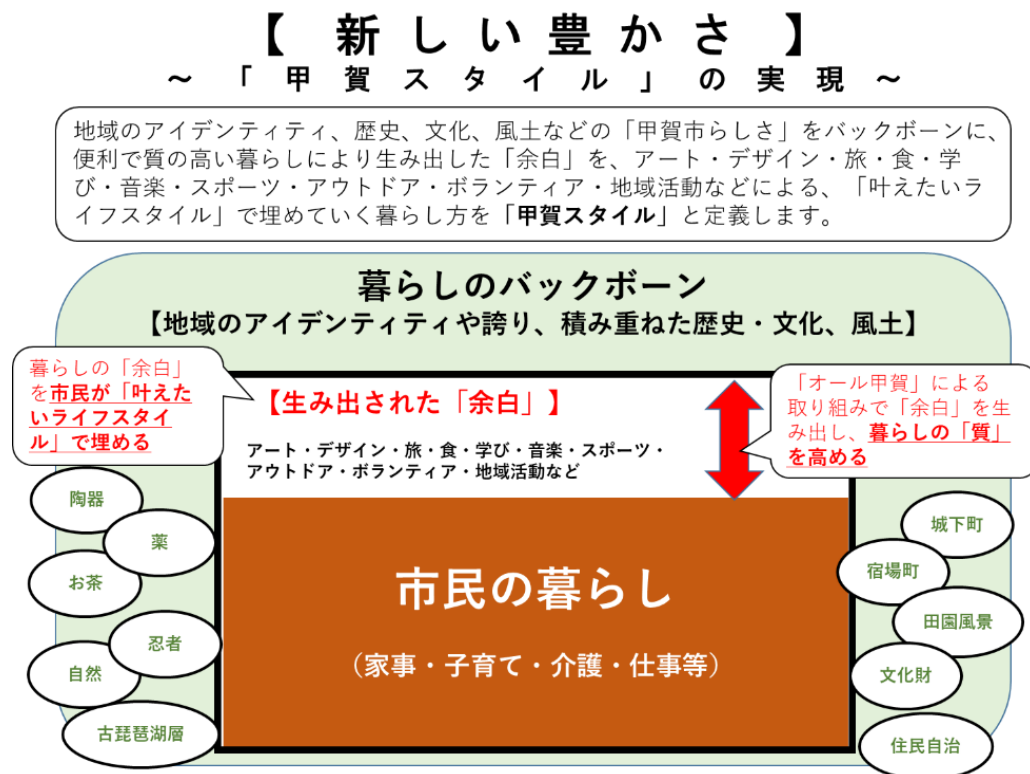 【 新しい豊かさ 】
～「甲賀スタイル」の実現～
地域のアイデンティティ、歴史、文化、風土などの「甲賀市らしさ」をバックボーンに、
便利で質の高い暮らしにより生み出した「余白」を、アート・デザイン・旅・食・学
び・音楽・スポーツ・アウトドア・ボランティア・地域活動などによる、「叶えたいラ
イフスタイル」で埋めていく暮らし方を「甲賀スタイル」と定義します。
暮らしのバックボーン
【地域のアイデンティティや誇り、積み重ねた歴史・文化、風土】
暮らしの「余白」
を市民が「叶えた
いライフスタイ
ル」で埋める
【生み出された「余白」】
アート・デザイン・旅・食・学び・音楽・スポーツ・
アウトドア・ボランティア・地域活動など
「オール甲賀」による
取り組みで「余白」を生
み出し、暮らしの「質」
を高める
陶器
薬
お茶
忍者
自然
古琵琶湖層
市民の暮らし
（家事・子育て・介護・仕事等）
城下町
宿場町
田園風景
文化財
住民自治